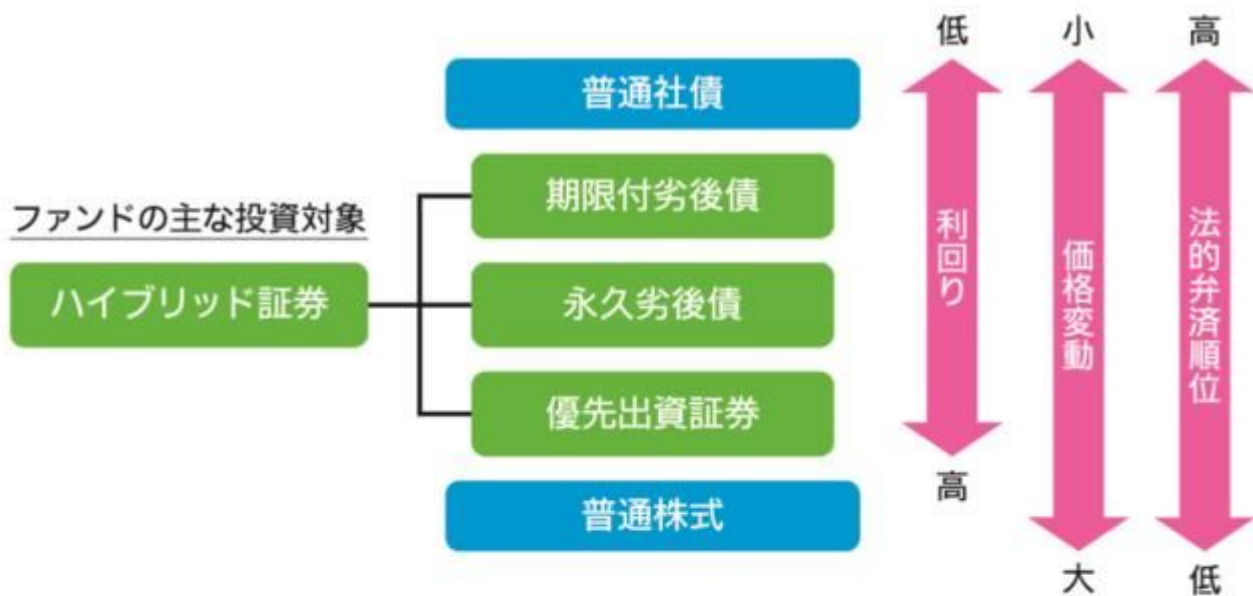 低
小
高
普通社債
期限付劣後債
ファンドの主な投資対象
ハイブリッド証券
永久劣後債
優先出資証券
普通株式
利回り
価格変動
法的弁済順位
高
大
低